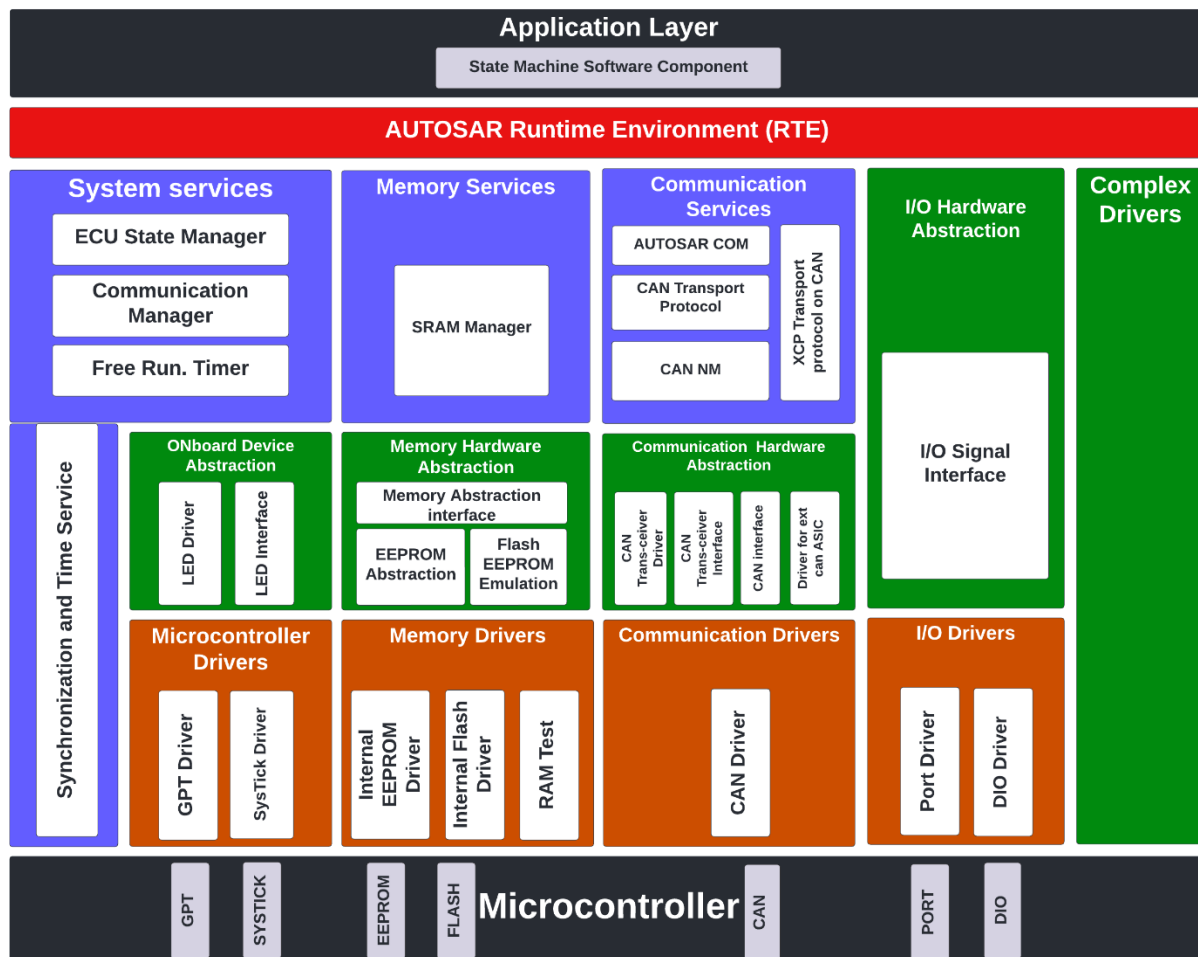 Application Layer
State Machine Software Component
AUTOSAR Runtime Environment (RTE)
System services
ECU State Manager
Communication
Manager
Free Run. Timer
Memory Services
SRAM Manager
Communication
Services
AUTOSAR COM
CAN Transport
Protocol
CAN NM
XCP Transport
protocol on CAN
I/O Hardware
Abstraction
I/O Signal
Interface
Complex
Drivers
Synchronization and Time Service
ONboard Device
Abstraction
LED Driver
LED Interface
Memory Hardware
Abstraction
Memory Abstraction
interface
EEPROM
Abstraction
Flash
EEPROM
Emulation
Communication Hardware
Abstraction
CAN
Trans-ceiver
Driver
CAN
Trans-ceiver
Interface
CAN interface
Driver for ext
can ASIC
Microcontroller
Drivers
GPT Driver
SysTick Driver
Memory Drivers
Internal
EEPROM
Driver
Internal Flash
Driver
RAM Test
Communication Drivers
CAN Driver
I/O Drivers
Port Driver
DIO Driver
GPT
SYSTICK
EEPROM
FLASH
Microcontroller
CAN
PORT
DIO